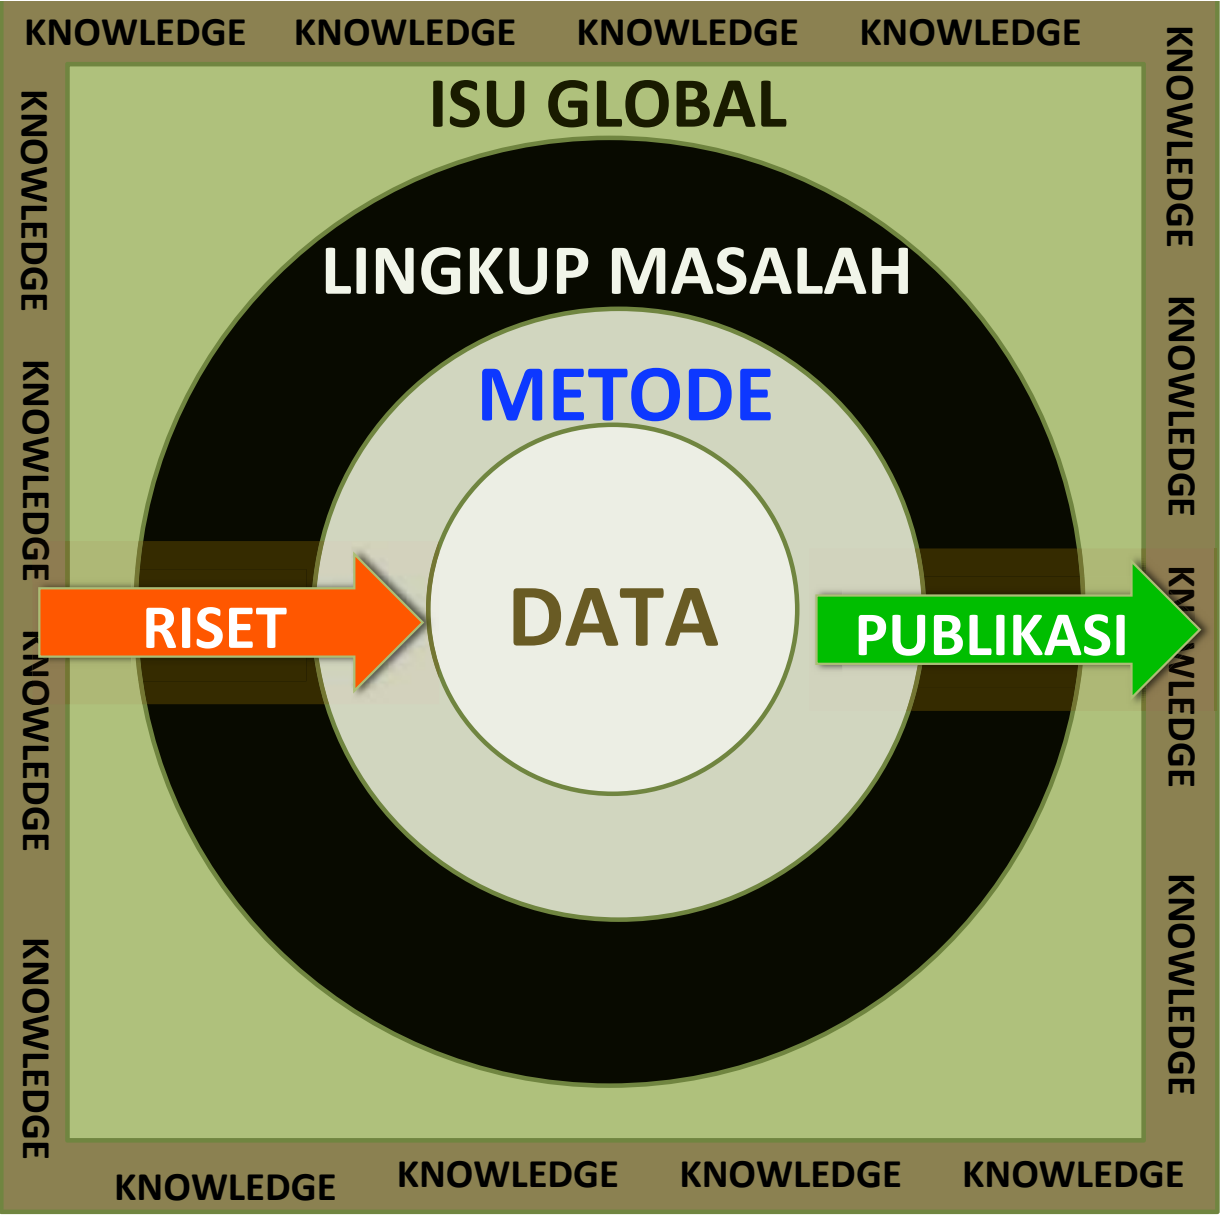 KNOWLEDGE KNOWLEDGE KNOWLEDGE KNOWLEDGE
ISU GLOBAL
LINGKUP MASALAH
METODE
DATA
RISET
PUBLIKASI
KNOWLEDGE
KNOWLEDGE
KNOWLEDGE
KNOWLEDGE
KNOWLEDGE
KNOWLEDGE
KNOWLEDGE
KNOWLEDGE
KNOWLEDGE KNOWLEDGE KNOWLEDGE KNOWLEDGE